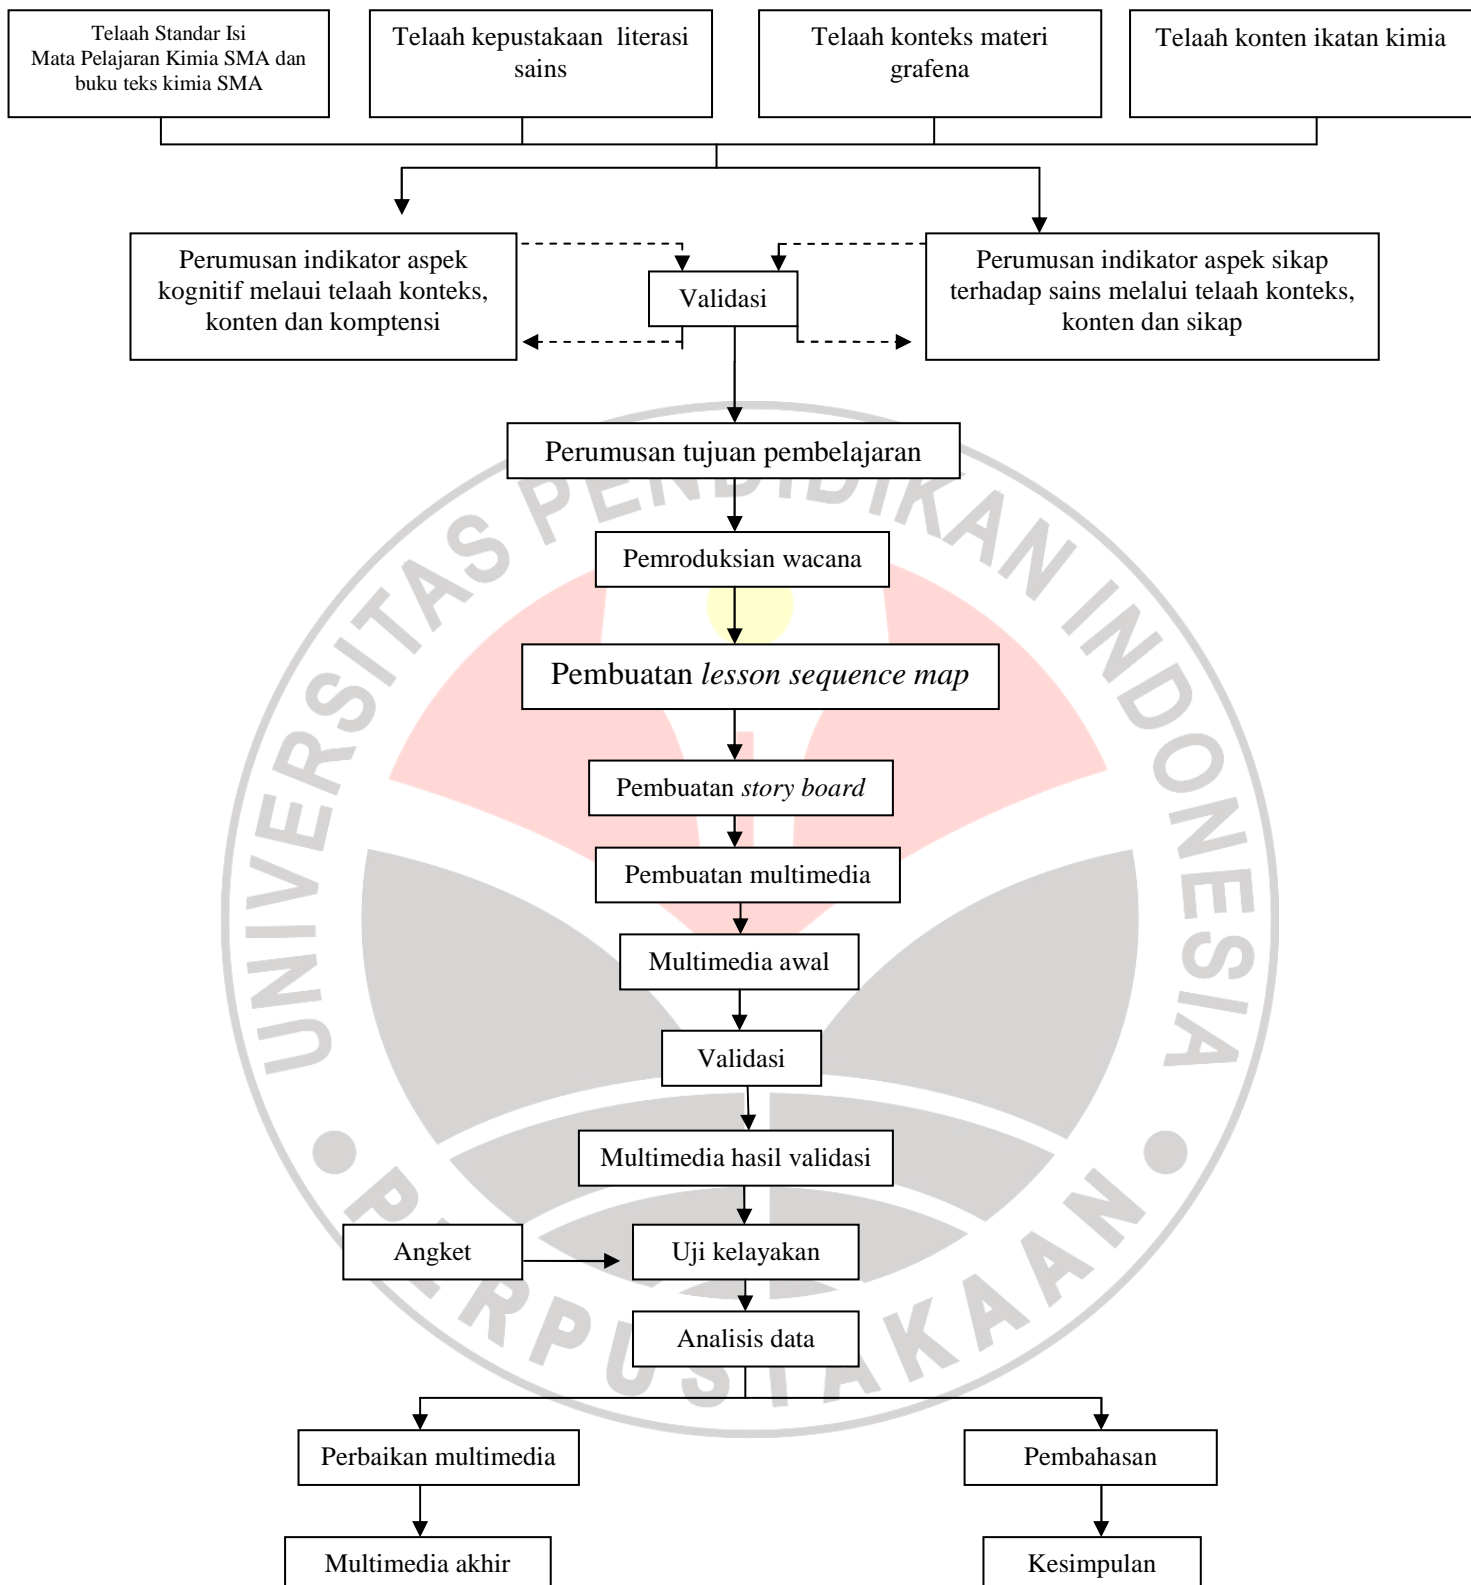 Telaah Standar Isi
Mata Pelajaran Kimia SMA dan
buku teks kimia SMA
Telaah kepustakaan literasi
sains
Telaah konteks materi
grafena
Telaah konten ikatan kimia
Perumusan indikator aspek
kognitif melaui telaah konteks,
konten dan komptensi
Validasi
Perumusan indikator aspek sikap
terhadap sains melalui telaah konteks,
konten dan sikap
Perumusan tujuan pembelajaran
Pemroduksian wacana
Pembuatan lesson sequence map
Pembuatan story board
Pembuatan multimedia
Multimedia awal
Validasi
Multimedia hasil validasi
Angket
Uji kelayakan
Analisis data
Perbaikan multimedia
Pembahasan
Multimedia akhir
Kesimpulan
UNIVERSITAS PENDIDIKAN INDONESIA
PERPUSTAKAAN